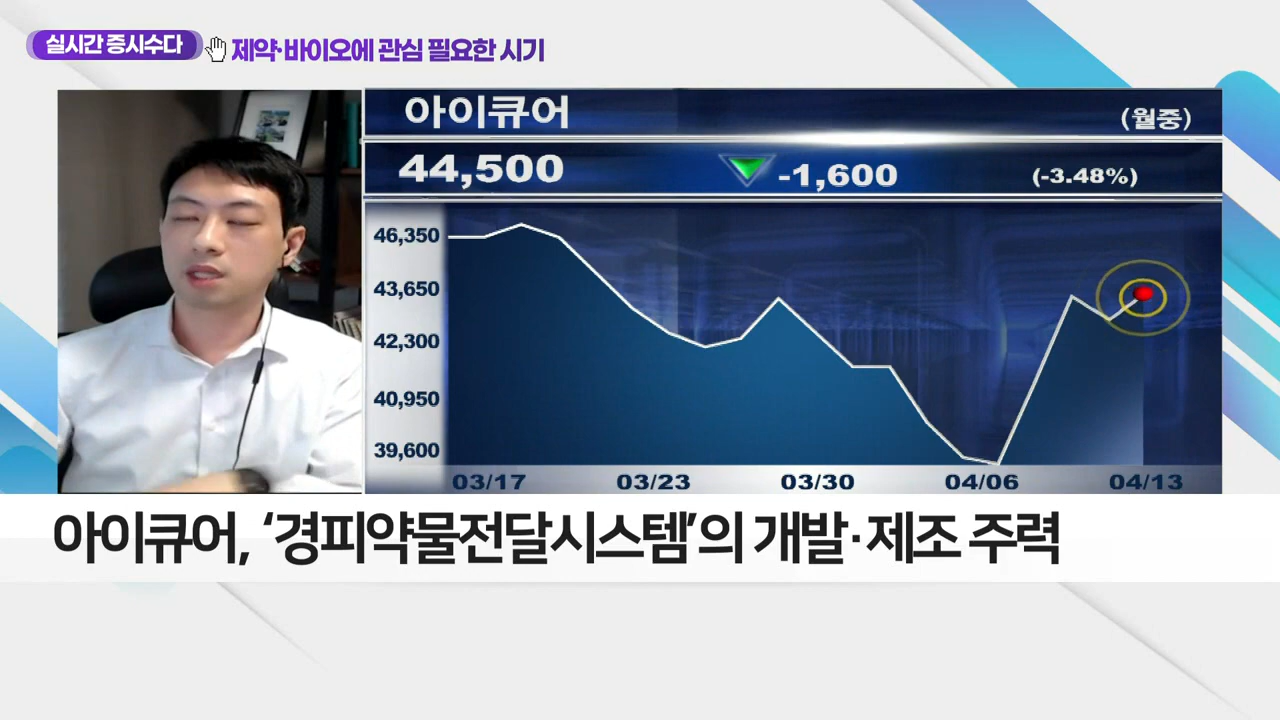 실시간 증시수다
제약·바이오에 관심 필요한 시기
아이큐어 (월중)
44,500 -1,600 (-3.48%)
46,350
43,650
42,300
40,950
39,600
03/17 03/23 03/30 04/06 04/13
아이큐어, ‘경피약물전달시스템’의 개발·제조 주력